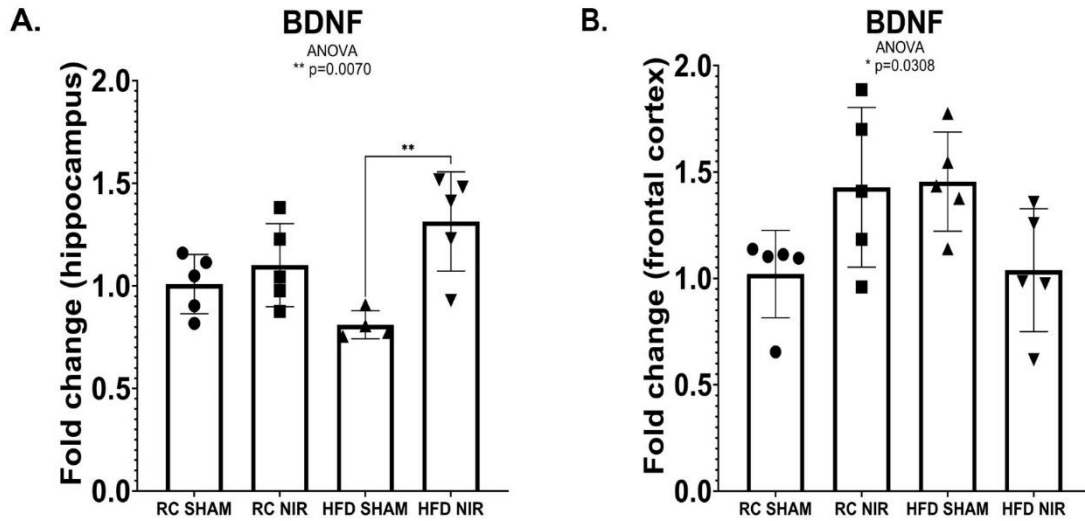 A.
BDNF
ANOVA
** p=0.0070
Fold change (hippocampus)
2.0
1.5
1.0
0.5
0.0
**
RC SHAM RC NIR HFD SHAM HFD NIR
B.
BDNF
ANOVA
* p=0.0308
Fold change (frontal cortex)
2.0
1.5
1.0
0.5
0.0
RC SHAM RC NIR HFD SHAM HFD NIR